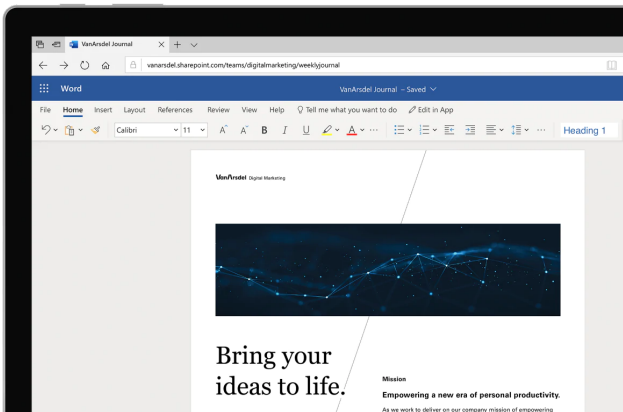 VanArsdel Journal
vanarsdel.sharepoint.com/teams/digitalmarketing/weeklyjournal
Word
VanArsdel Journal – Saved
File Home Insert Layout References Review View Help Tell me what you want to do Edit in App
Calibri 11 A A B I U A Heading 1
VanArsdel Digital Marketing
Bring your
ideas to life.
Mission
Empowering a new era of personal productivity.
As we work to deliver on our company mission of empowering